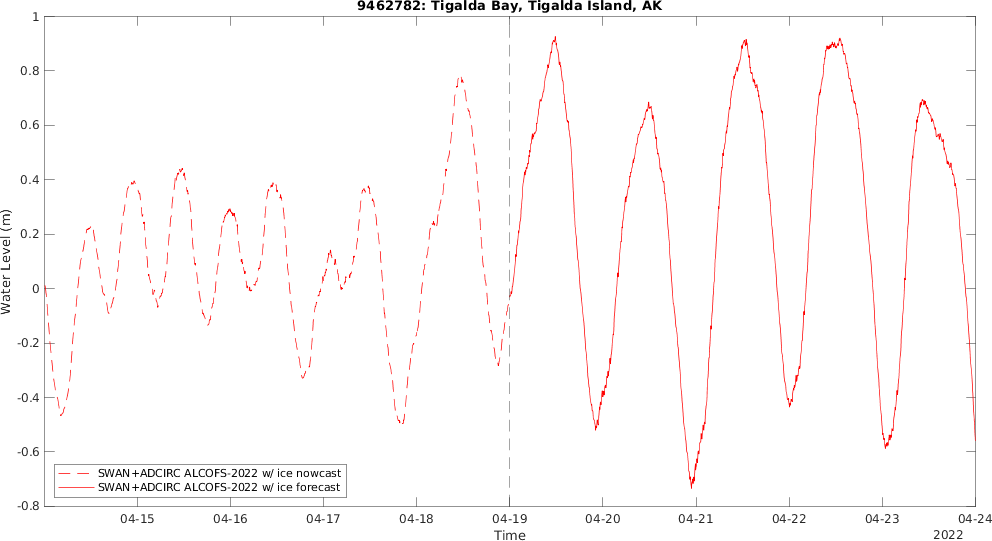 9462782: Tigalda Bay, Tigalda Island, AK
1
0.8
0.6
0.4
0.2
0
-0.2
-0.4
-0.6
-0.8
Water Level (m)
SWAN+ADCIRC ALCOFS-2022 w/ ice nowcast
SWAN+ADCIRC ALCOFS-2022 w/ ice forecast
04-15 04-16 04-17 04-18 04-19 04-20 04-21 04-22 04-23 04-24
Time
2022